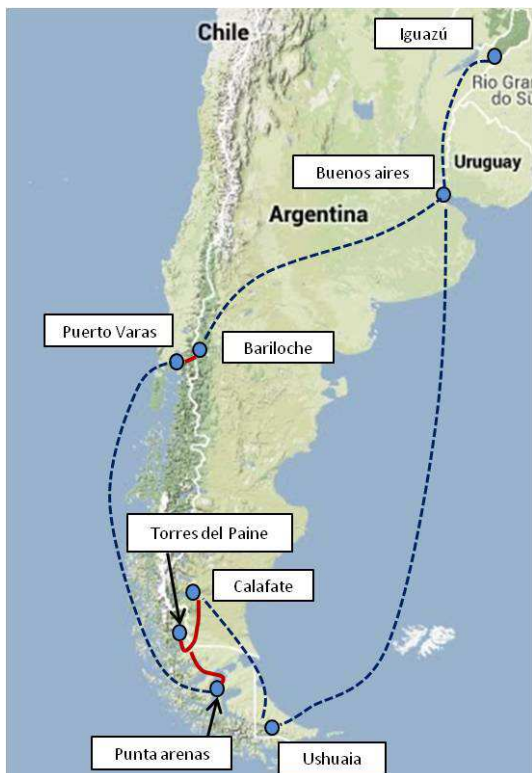 Chile
Iguazú
Rio Gran
do Su
Uruguay
Buenos aires
Argentina
Puerto Varas
Bariloche
Torres del Paine
Calafate
Punta arenas
Ushuaia